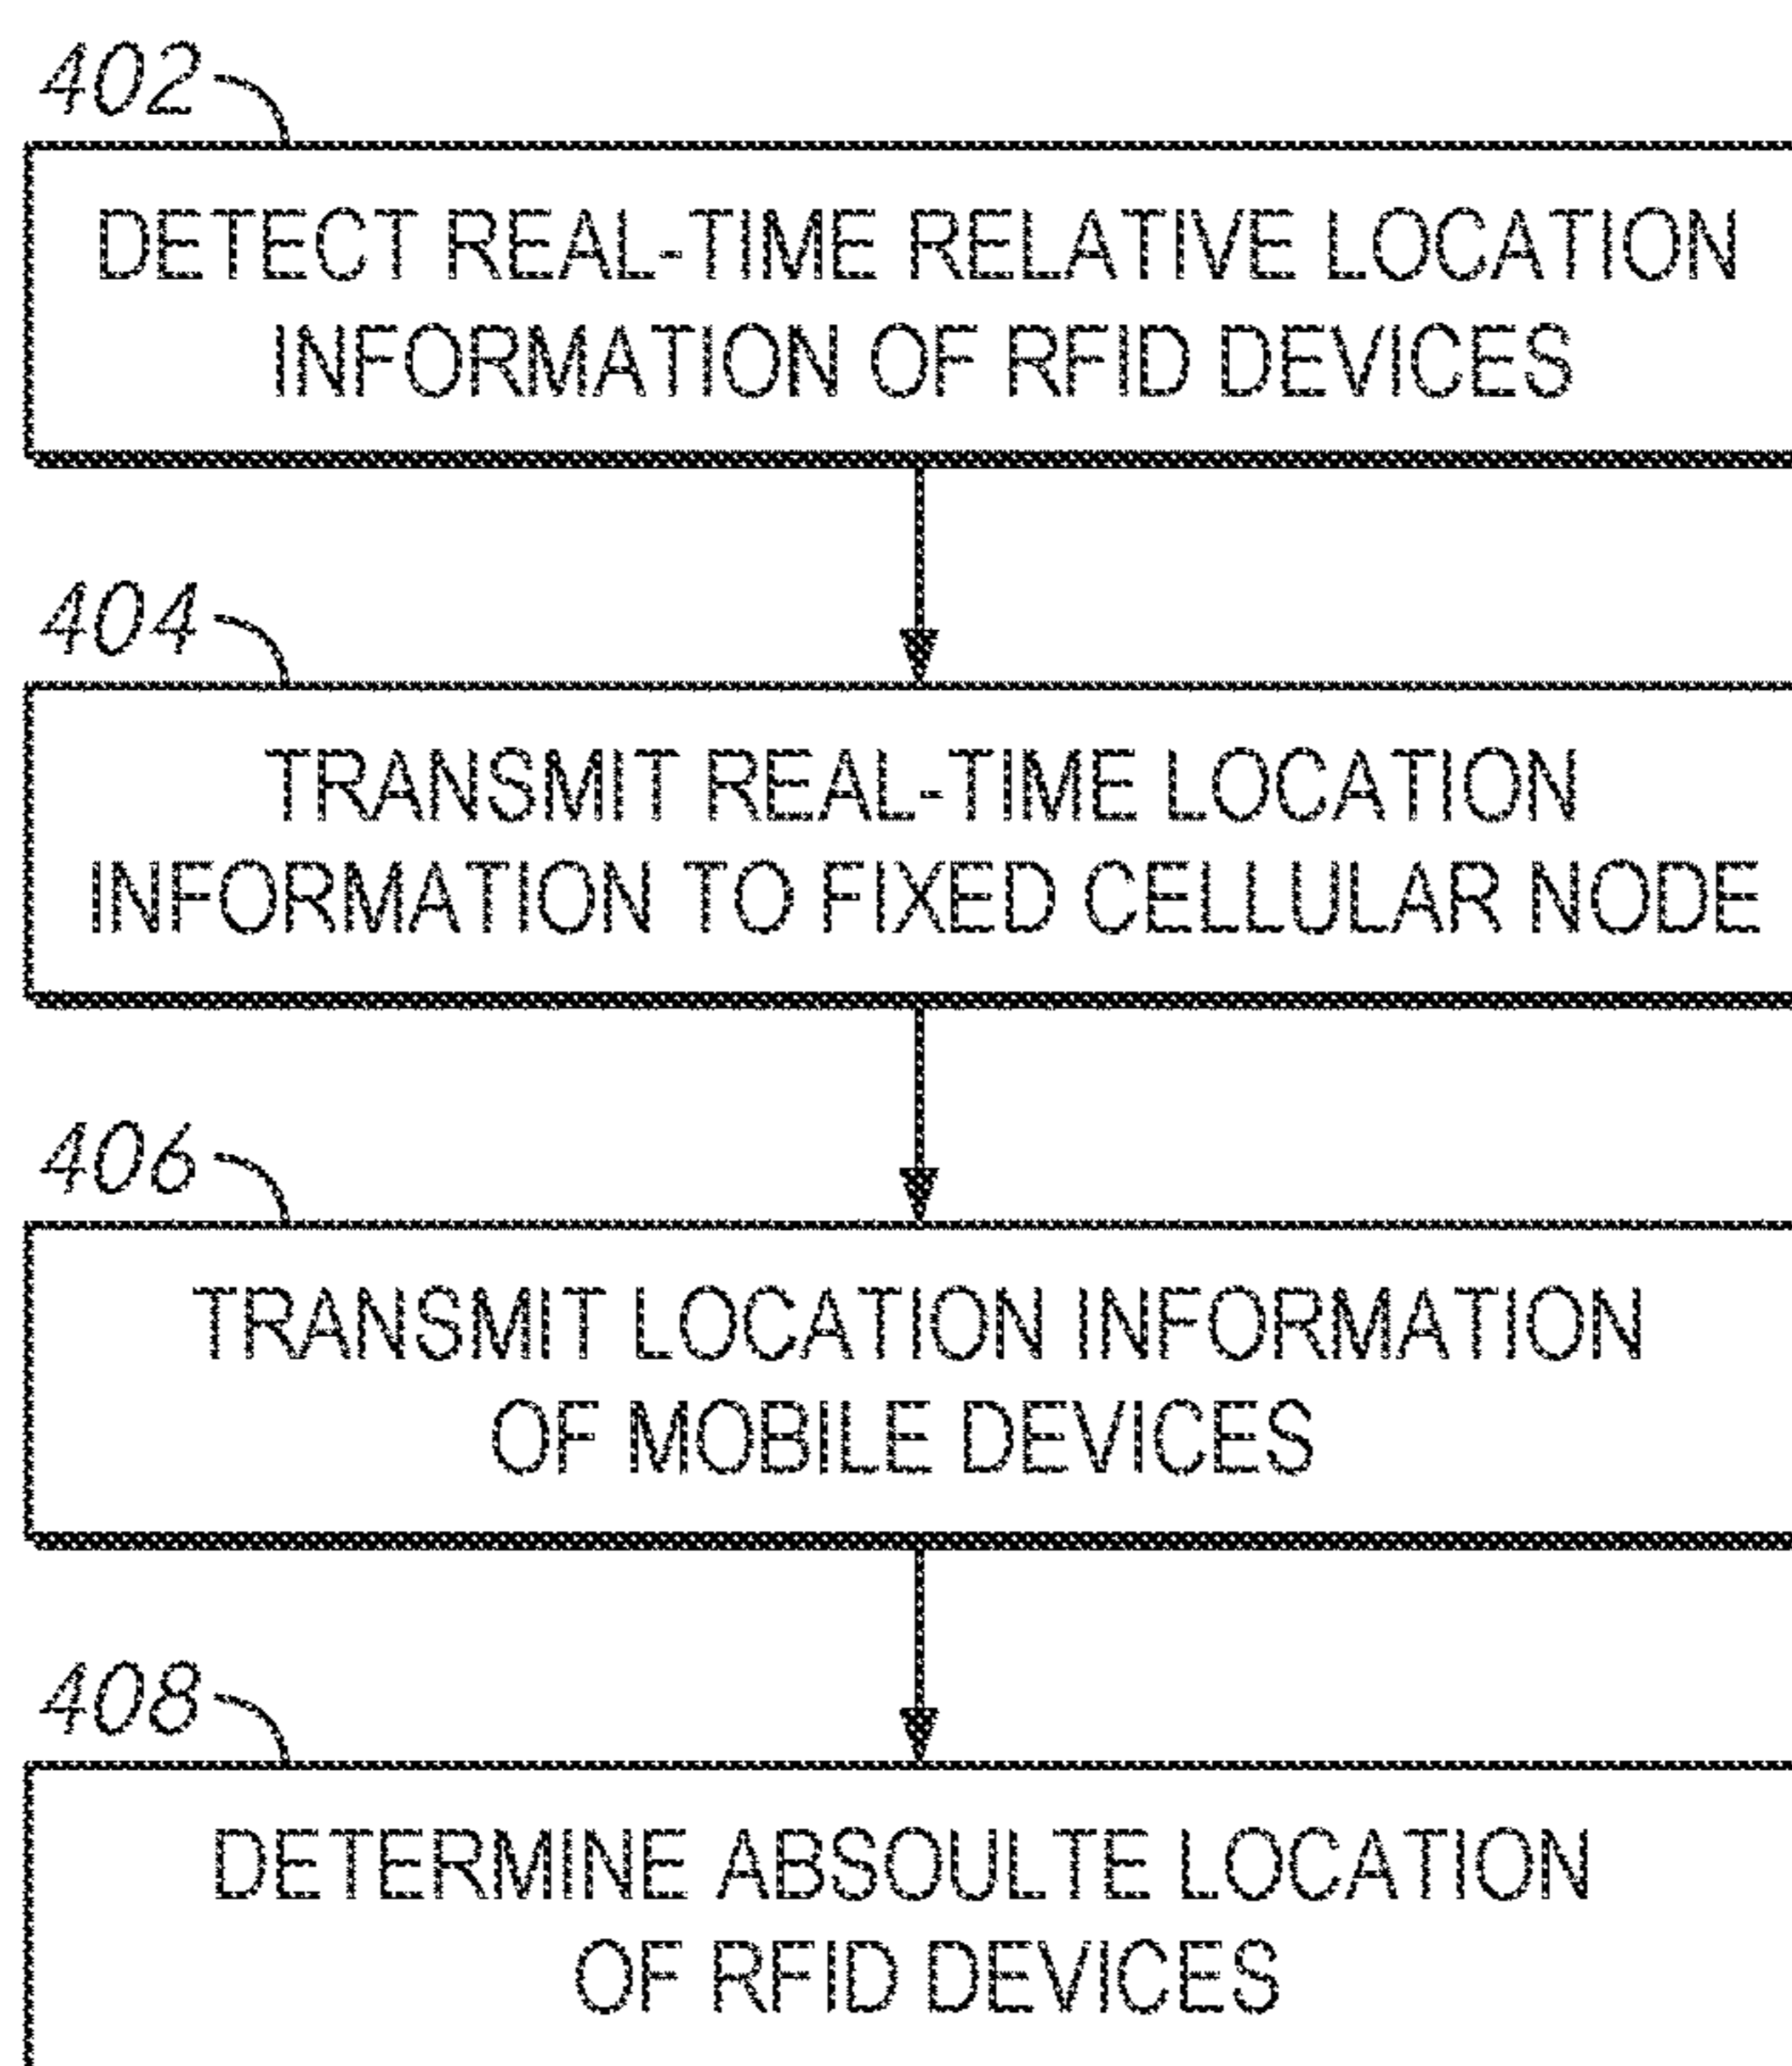 402
DETECT REAL-TIME RELATIVE LOCATION
INFORMATION OF RFID DEVICES
404
TRANSMIT REAL-TIME LOCATION
INFORMATION TO FIXED CELLULAR NODE
406
TRANSMIT LOCATION INFORMATION
OF MOBILE DEVICES
408
DETERMINE ABSOULTE LOCATION
OF RFID DEVICES